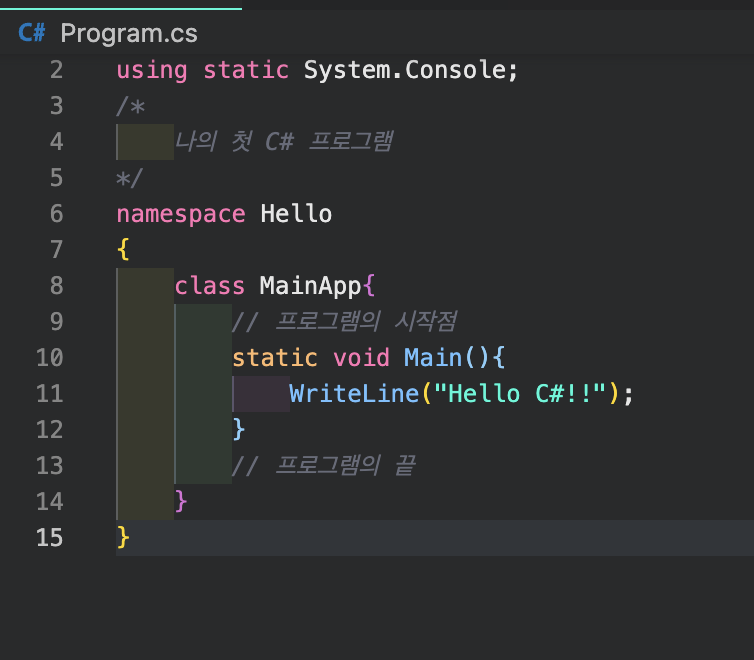 C# Program.cs
2 using static System.Console;
3 /*
4 나의 첫 C# 프로그램
5 */
6 namespace Hello
7 {
8 class MainApp{
9 // 프로그램의 시작점
10 static void Main(){
11 WriteLine("Hello C#!!");
12 }
13 // 프로그램의 끝
14 }
15 }